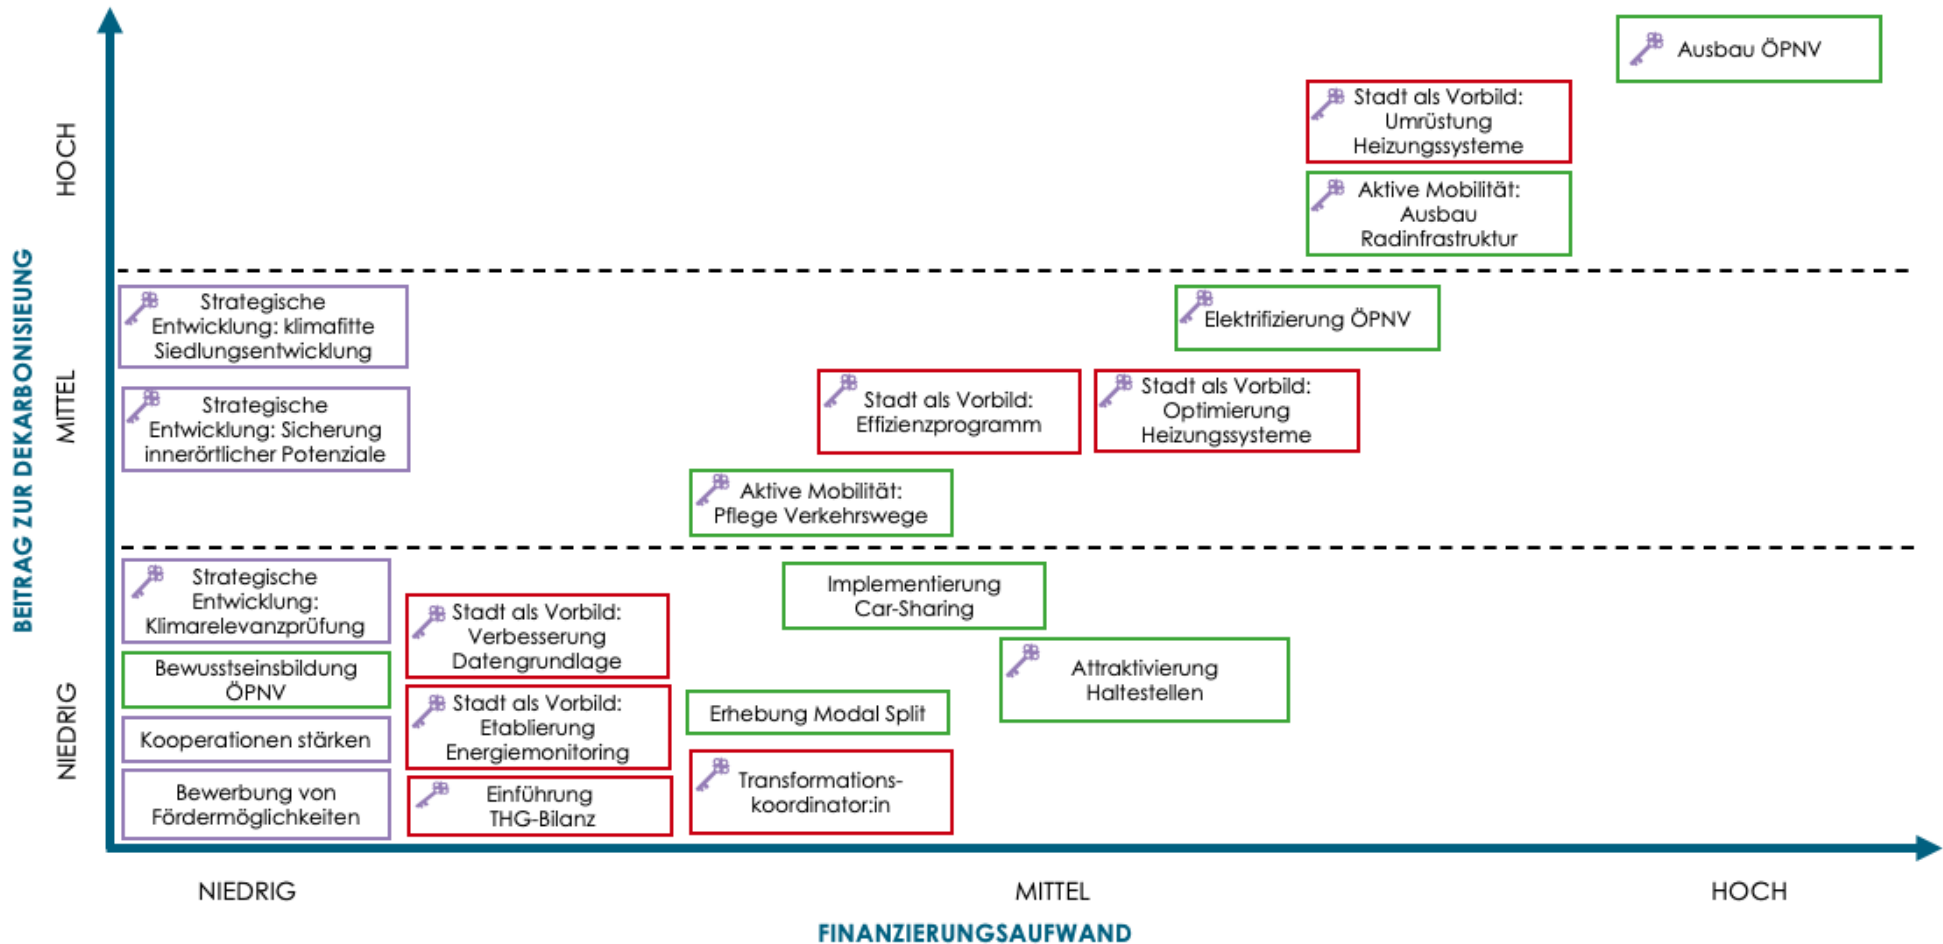 Ausbau ÖPNV
Stadt als Vorbild:
Umrüstung
Heizungssysteme
Aktive Mobilität:
Ausbau
Radinfrastruktur
HOCH
Strategische
Entwicklung: klimafitte
Siedlungsentwicklung
Elektrifizierung ÖPNV
Strategische
Entwicklung: Sicherung
innerörtlicher Potenziale
Stadt als Vorbild:
Effizienzprogramm
Stadt als Vorbild:
Optimierung
Heizungssysteme
Aktive Mobilität:
Pflege Verkehrswege
MITTEL
BEITRAG ZUR DEKARBONISIEUNG
Strategische
Entwicklung:
Klimarelevanzprüfung
Implementierung
Car-Sharing
Stadt als Vorbild:
Verbesserung
Datengrundlage
Attraktivierung
Haltestellen
Bewusstseinsbildung
ÖPNV
Stadt als Vorbild:
Etablierung
Energiemonitoring
Erhebung Modal Split
Kooperationen stärken
Bewerbung von
Fördermöglichkeiten
Einführung
THG-Bilanz
Transformations-
koordinator:in
NIEDRIG
NIEDRIG
MITTEL
HOCH
FINANZIERUNGSAUFWAND